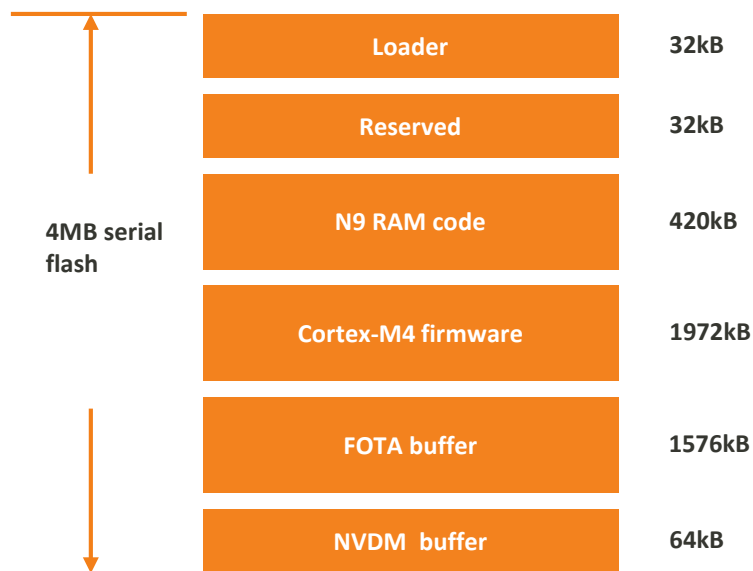 Loader 32kB
Reserved 32kB
N9 RAM code 420kB
4MB serial
flash
Cortex-M4 firmware 1972kB
FOTA buffer 1576kB
NVDM buffer 64kB